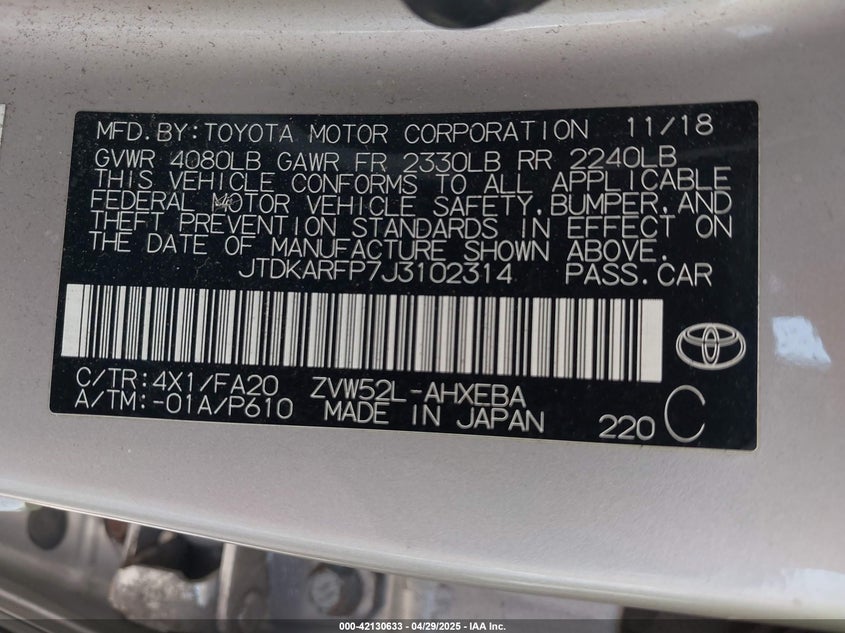 MFD.BY:TOYOTA MOTOR CORPORATION 11/18
GVWR 4080LB GAWR FR 2330LB RR 2240LB
THIS VEHICLE CONFORMS TO ALL APPLICABLE
FEDERAL MOTOR VEHICLE SAFETY,BUMPER,AND
THEFT PREVENTION STANDARDS IN EFFECT ON
THE DATE OF MANUFACTURE SHOWN ABOVE.
JTDKARFP7J3102314 PASS.CAR
C/TR:4X1/FA20 ZVW52L-AHXEBA
A/TM:-01A/P610 MADE IN JAPAN 220 C
000-42130633 - 04/29/2025 - IAA Inc.